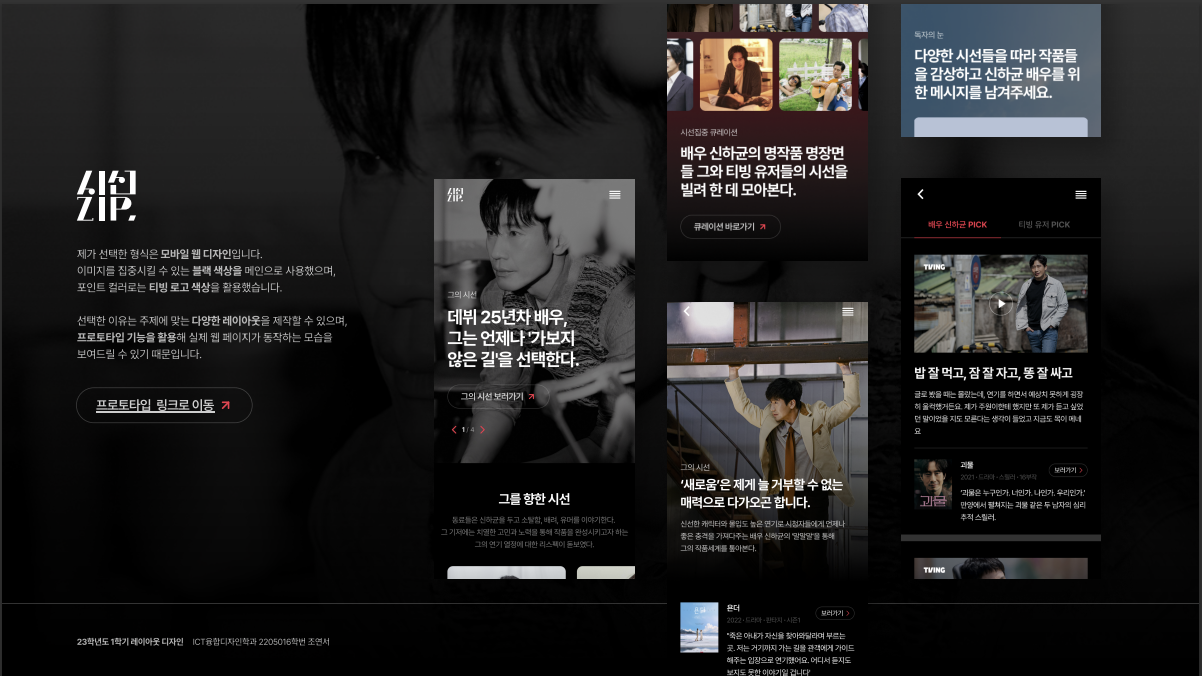 시선
ZIP.
제가 선택한 형식은 모바일 웹 디자인입니다.
이미지를 집중시킬 수 있는 블랙 색상을 메인으로 사용했으며,
포인트 컬러로는 티빙 로고 색상을 활용했습니다.
선택한 이유는 주제에 맞는 다양한 레이아웃을 제작할 수 있으며,
프로토타입 기능을 활용해 실제 웹 페이지가 동작하는 모습을
보여드릴 수 있기 때문입니다.
프로토타입 링크로 이동
23학년도 1학기 레이아웃 디자인 ICT융합디자인학과 2205016학번 조연서
시선
ZIP.
그의 시선
데뷔 25년차 배우,
그는 언제나 '가보지
않은 길'을 선택한다.
그의 시선 보러가기
1 / 4
그를 향한 시선
동료들은 신하균을 두고 소탈함, 배려, 유머를 이야기한다.
그 기저에는 치열한 고민과 노력을 통해 작품을 완성시키고자 하는
그의 연기 열정에 대한 리스펙이 돋보였다.
시선집중 큐레이션
배우 신하균의 명작품 명장면
들 그와 티빙 유저들의 시선을
빌려 한 데 모아본다.
큐레이션 바로가기
그의 시선
‘새로움’은 제게 늘 거부할 수 없는
매력으로 다가오곤 합니다.
신선한 캐릭터와 몰입도 높은 연기로 시청자들에게 언제나
좋은 충격을 가져다주는 배우 신하균의 '말말말'을 통해
그의 작품세계를 톺아본다.
욘더
보러가기
2022 · 드라마 · 판타지 · 시즌1
"죽은 아내가 자신을 찾아와달라며 부르는
곳. 저는 거기까지 가는 길을 관객에게 가이드
해주는 입장으로 연기했어요. 어디서 듣지도
보지도 못한 이야기일 겁니다'
독자의 눈
다양한 시선들을 따라 작품들
을 감상하고 신하균 배우를 위
한 메시지를 남겨주세요.
배우 신하균 PICK
티빙 유저 PICK
TVING
밥 잘 먹고, 잠 잘 자고, 똥 잘 싸고
글로 봤을 때는 몰랐는데, 연기를 하면서 예상치 못하게 굉장
히 울컥했거든요. 제가 주원이한테 했지만 또 제가 듣고 싶었
던 말이었을 지도 모른다는 생각이 들었고 지금도 목이 메네
요
괴물
괴물
보러가기
2021 · 드라마 · 스릴러 · 16부작
'괴물은 누구인가. 너인가. 나인가. 우리인가.'
만양에서 펼쳐지는 괴물 같은 두 남자의 심리
추적 스릴러.
TVING